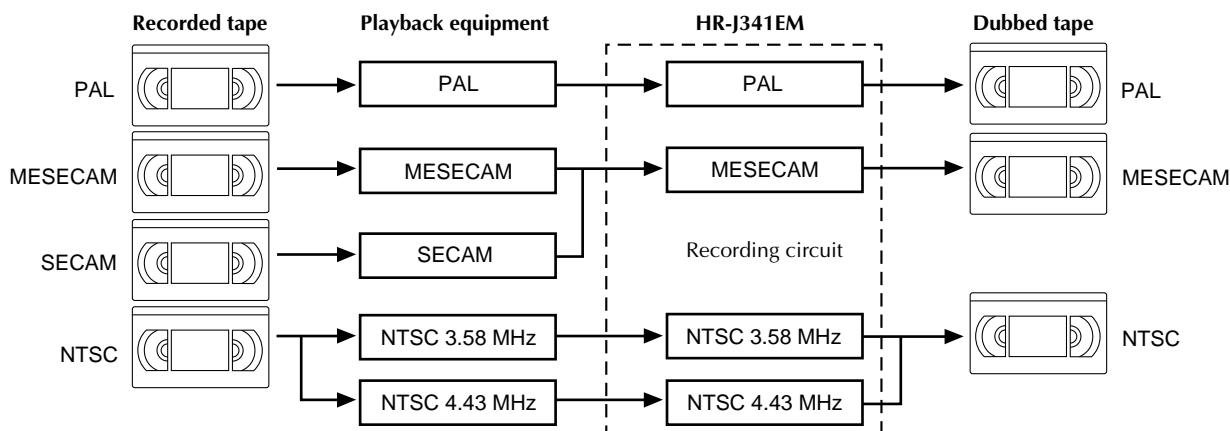 Recorded tape
Playback equipment
HR-J341EM
Dubbed tape
PAL
PAL
PAL
PAL
MESECAM
MESECAM
MESECAM
MESECAM
SECAM
SECAM
Recording circuit
NTSC
NTSC 3.58 MHz
NTSC 3.58 MHz
NTSC
NTSC 4.43 MHz
NTSC 4.43 MHz